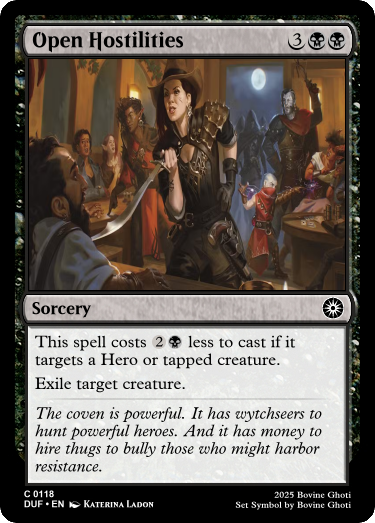 Open Hostilities 3
Sorcery
This spell costs 2 less to cast if it
targets a Hero or tapped creature.
Exile target creature.
The coven is powerful. It has wytchseers to
hunt powerful heroes. And it has money to
hire thugs to bully those who might harbor
resistance.
C 0118
DUF • EN Katerina Ladon
2025 Bovine Ghoti
Set Symbol by Bovine Ghoti